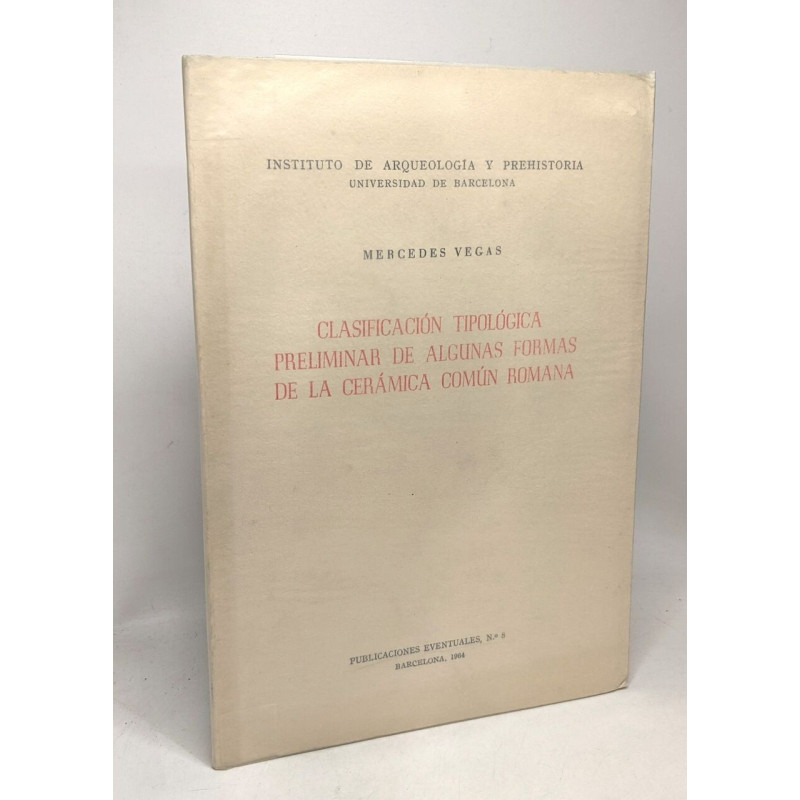 INSTITUTO DE ARQUEOLOGÍA Y PREHISTORIA
UNIVERSIDAD DE BARCELONA
MERCEDES VEGAS
CLASIFICACIÓN TIPOLÓGICA
PRELIMINAR DE ALGUNAS FORMAS
DE LA CERÁMICA COMÚN ROMANA
PUBLICACIONES EVENTUALES, N.º 8
BARCELONA, 1964